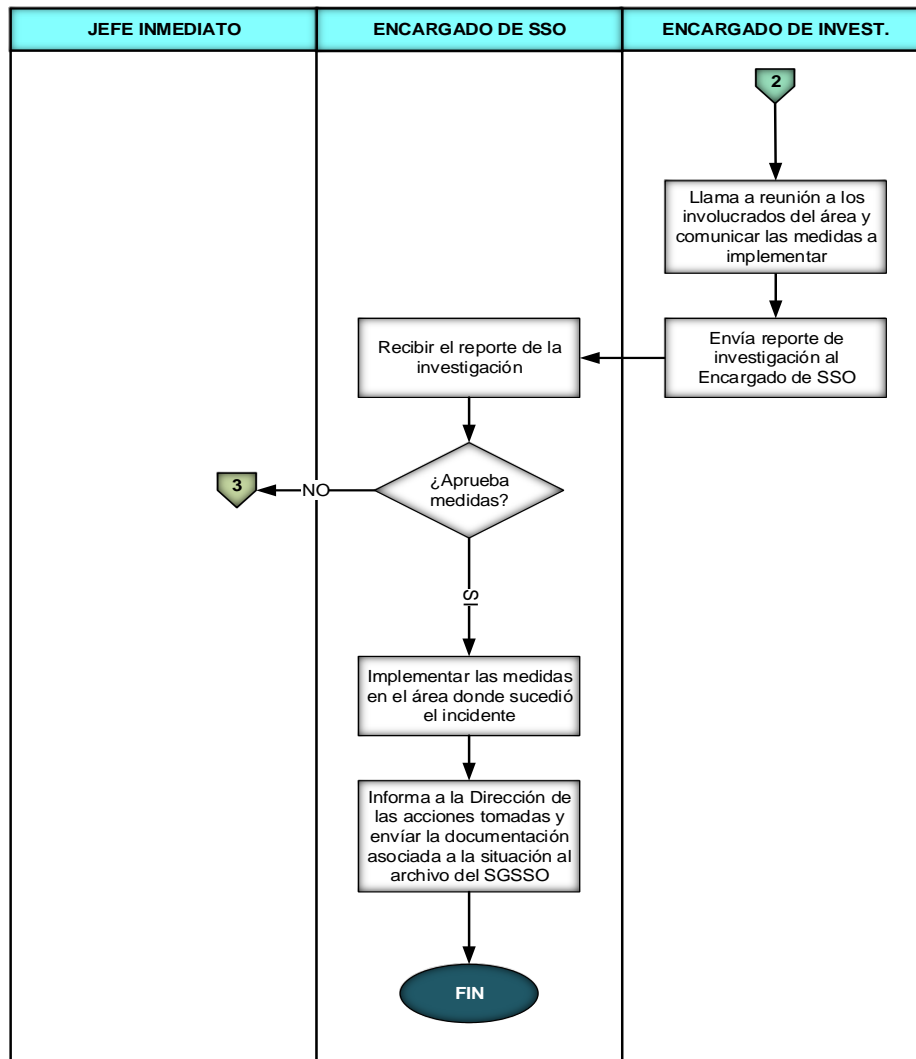 JEFE INMEDIATO
ENCARGADO DE SSO
ENCARGADO DE INVEST.
2
Llama a reunión a los
involucrados del área y
comunicar las medidas a
implementar
Envía reporte de
investigación al
Encargado de SSO
Recibir el reporte de la
investigación
¿Aprueba
medidas?
NO
3
SI
Implementar las medidas
en el área donde sucedió
el incidente
Informa a la Dirección de
las acciones tomadas y
envíar la documentación
asociada a la situación al
archivo del SGSSO
FIN